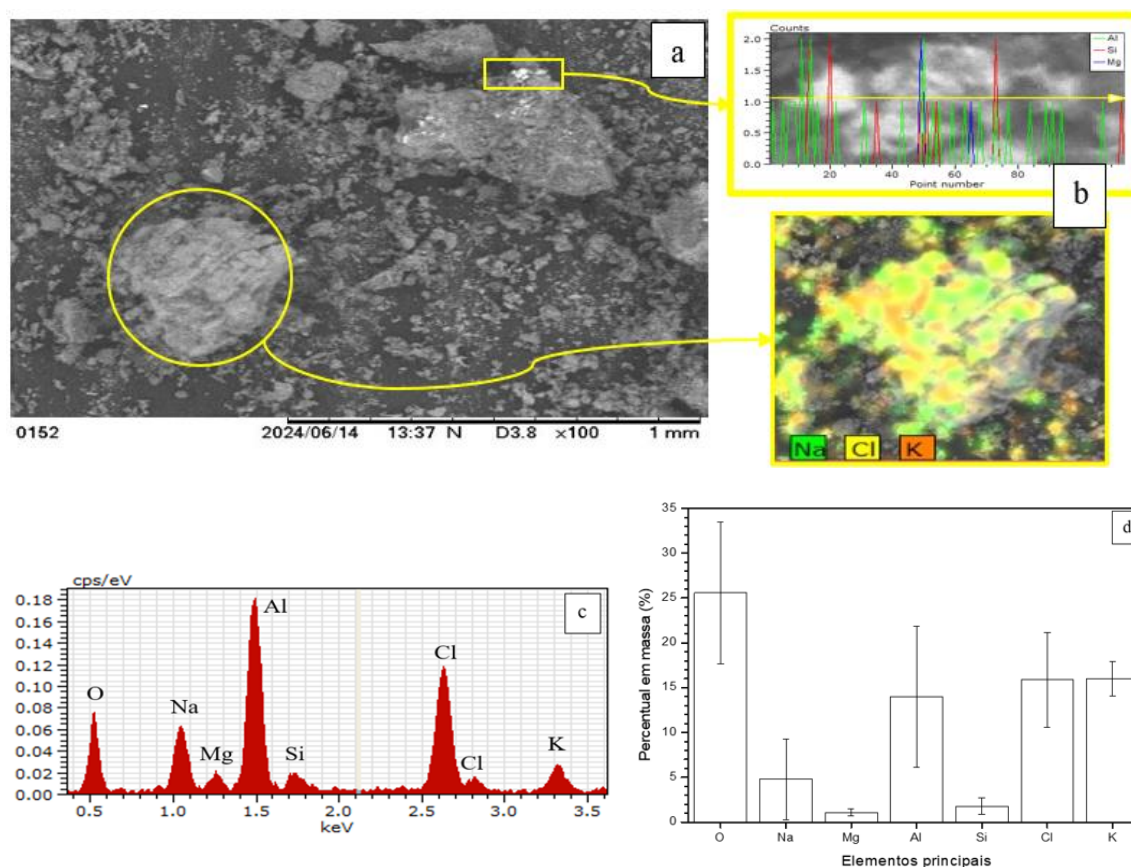 a
0152 2024/06/14 13:37 N D3.8 x100 1 mm
Counts
2.0
1.5
1.0
0.5
0.0
20 40 60 80
Point number
Al
Si
Mg
b
Na Cl K
cps/eV
0.18
0.16
0.14
0.12
0.10
0.08
0.06
0.04
0.02
0.00
O Na Mg Al Si Cl Cl K
c
0.5 1.0 1.5 2.0 2.5 3.0 3.5
keV
d
Percentual em massa (%)
35
30
25
20
15
10
5
0
O Na Mg Al Si Cl K
Elementos principais